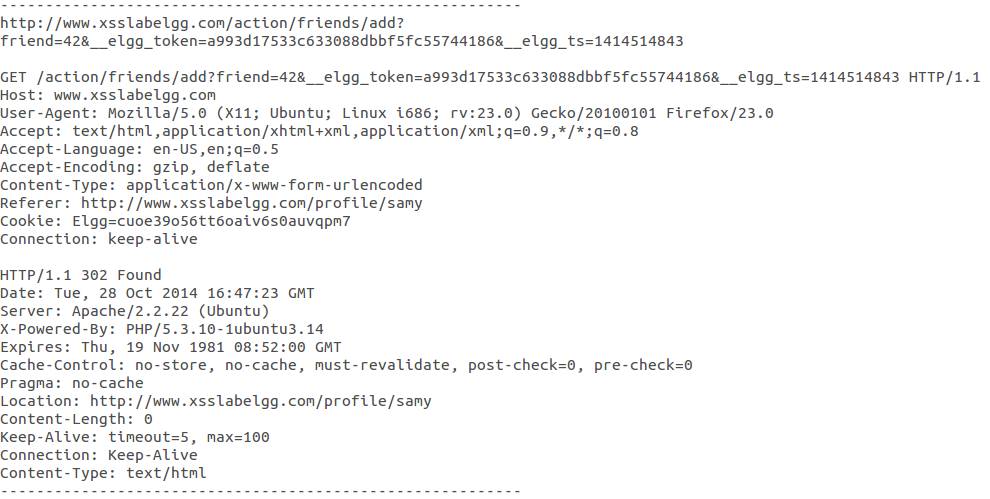 ----------------------------------------------------------
http://www.xsslabelgg.com/action/friends/add?
friend=42&__elgg_token=a993d17533c633088dbbf5fc55744186&__elgg_ts=1414514843
GET /action/friends/add?friend=42&__elgg_token=a993d17533c633088dbbf5fc55744186&__elgg_ts=1414514843 HTTP/1.1
Host: www.xsslabelgg.com
User-Agent: Mozilla/5.0 (X11; Ubuntu; Linux i686; rv:23.0) Gecko/20100101 Firefox/23.0
Accept: text/html,application/xhtml+xml,application/xml;q=0.9,*/*;q=0.8
Accept-Language: en-US,en;q=0.5
Accept-Encoding: gzip, deflate
Content-Type: application/x-www-form-urlencoded
Referer: http://www.xsslabelgg.com/profile/samy
Cookie: Elgg=cuoe39o56tt6oaiv6s0auvqpm7
Connection: keep-alive
HTTP/1.1 302 Found
Date: Tue, 28 Oct 2014 16:47:23 GMT
Server: Apache/2.2.22 (Ubuntu)
X-Powered-By: PHP/5.3.10-1ubuntu3.14
Expires: Thu, 19 Nov 1981 08:52:00 GMT
Cache-Control: no-store, no-cache, must-revalidate, post-check=0, pre-check=0
Pragma: no-cache
Location: http://www.xsslabelgg.com/profile/samy
Content-Length: 0
Keep-Alive: timeout=5, max=100
Connection: Keep-Alive
Content-Type: text/html
----------------------------------------------------------